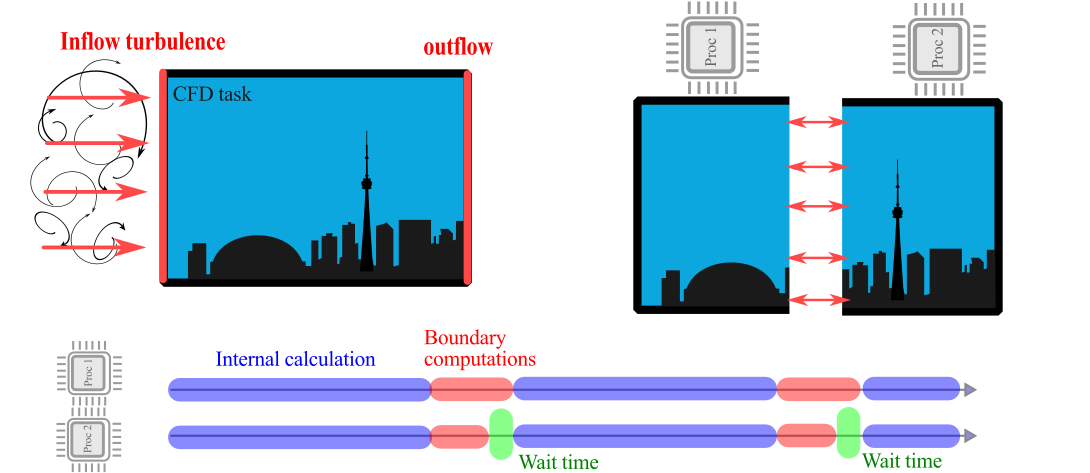 Inflow turbulence
outflow
CFD task
Proc 1
Proc 2
Internal calculation
Boundary
computations
Proc 1
Proc 2
Wait time
Wait time